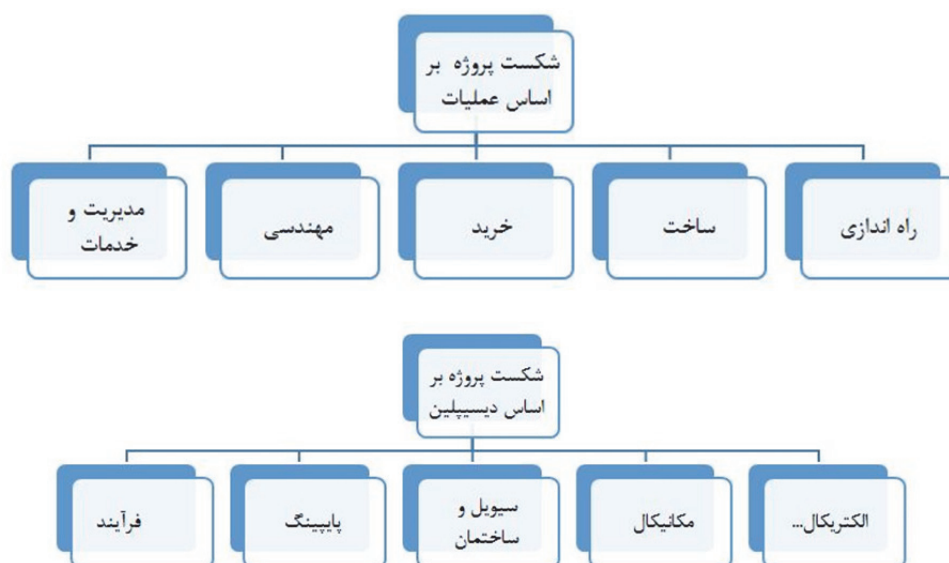 شکست پروژه بر
اساس عملیات
راه اندازی
ساخت
خرید
مهندسی
مدیریت و
خدمات
شکست پروژه بر
اساس دیسیپلین
الکتریکال...
مکانیکال
سیویل و
ساختمان
پایپینگ
فرآیند